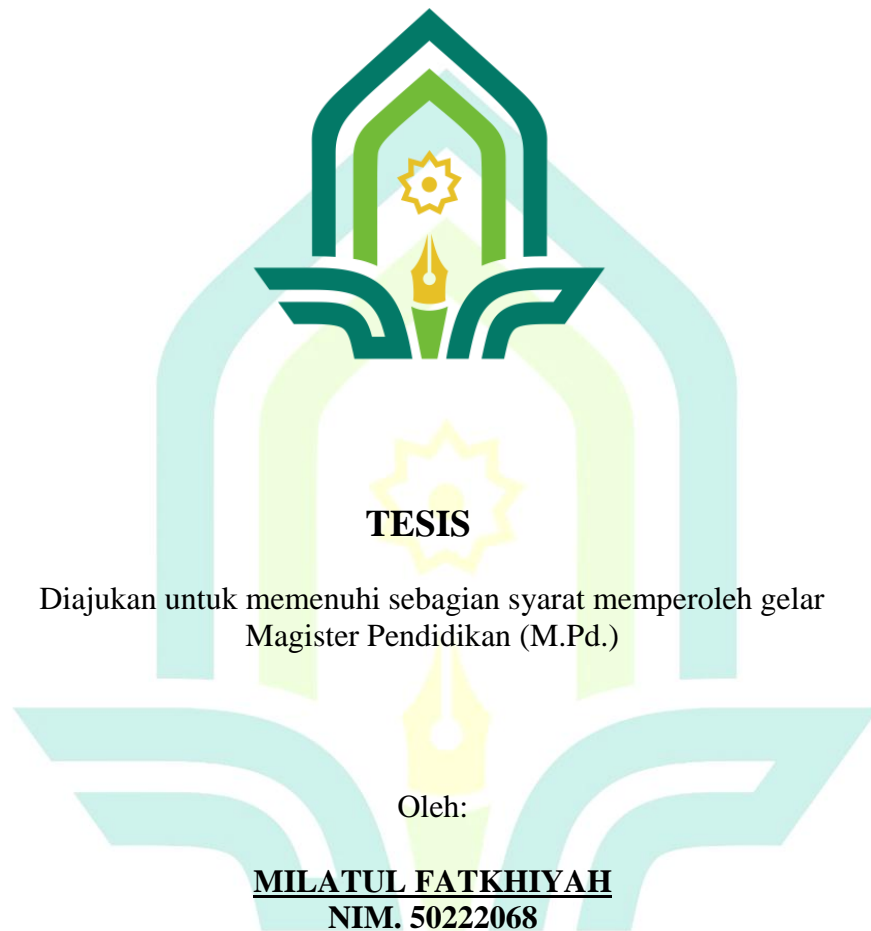 TESIS
Diajukan untuk memenuhi sebagian syarat memperoleh gelar
Magister Pendidikan (M.Pd.)
Oleh:
MILATUL FATKHIYAH
NIM. 50222068